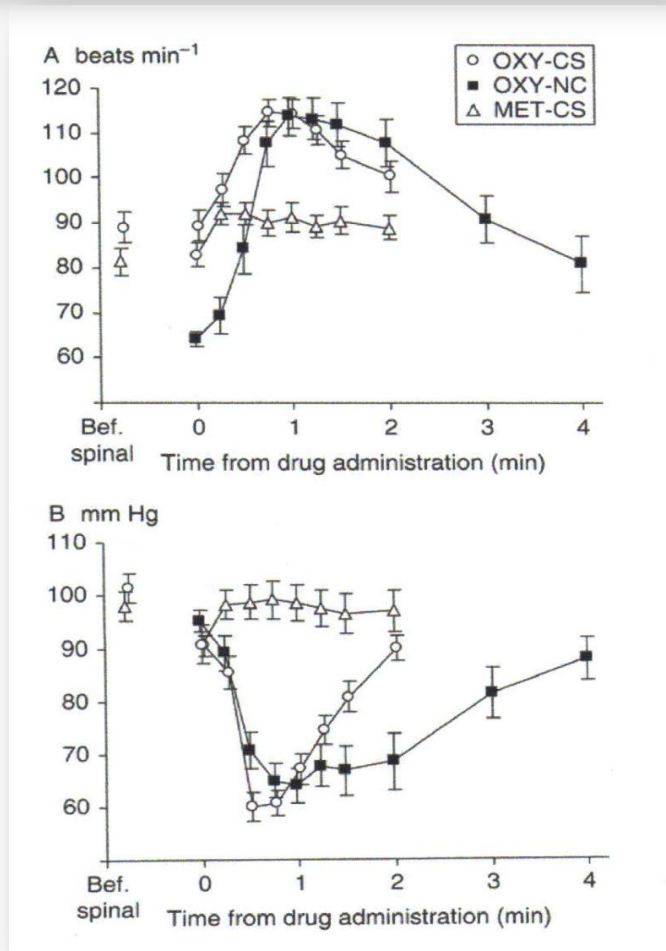 A beats min⁻¹
OXY-CS
OXY-NC
MET-CS
120
110
100
90
80
70
60
Bef. spinal 0 1 2 3 4
Time from drug administration (min)
B mm Hg
110
100
90
80
70
60
Bef. spinal 0 1 2 3 4
Time from drug administration (min)